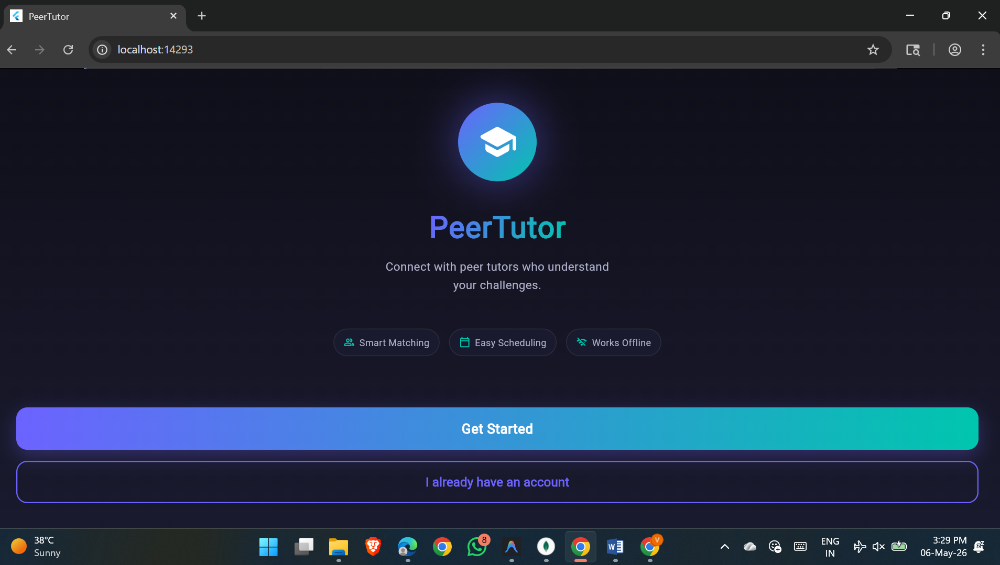 PeerTutor
localhost:14293
PeerTutor
Connect with peer tutors who understand
your challenges.
Smart Matching
Easy Scheduling
Works Offline
Get Started
I already have an account
38°C
Sunny
8
W
V
ENG
IN
3:29 PM
06-May-26